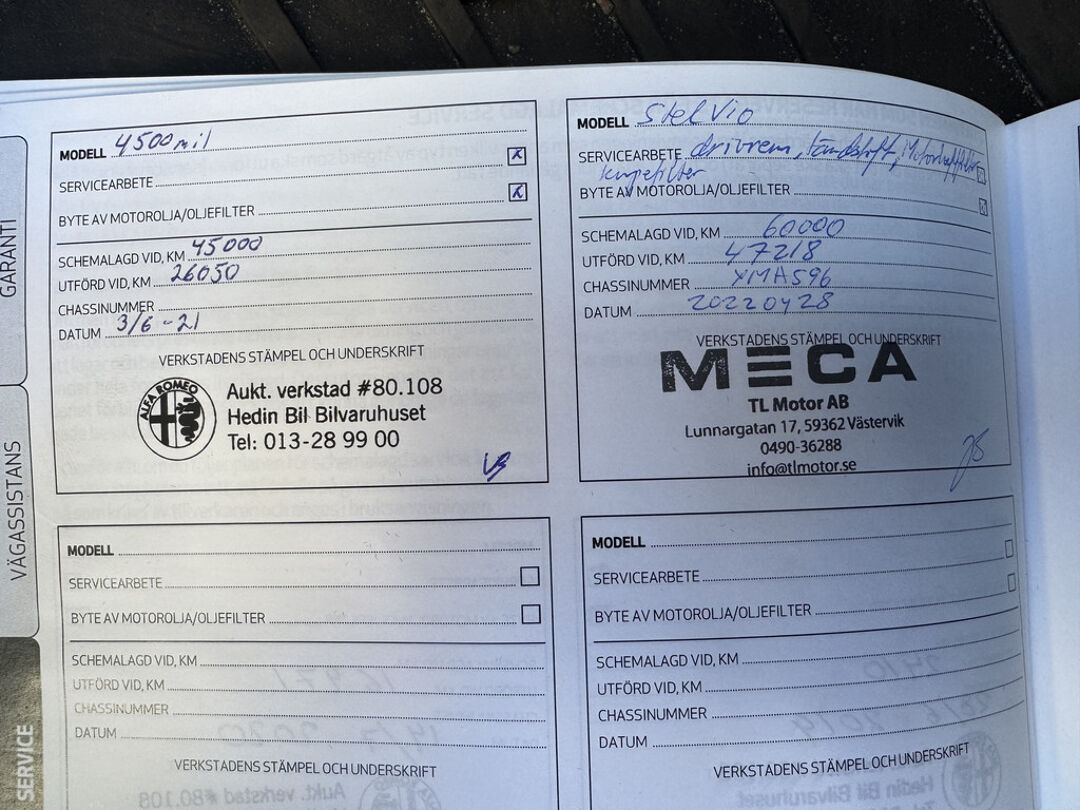 GARANTI
VÄGASSISTANS
SERVICE
MODELL 4500 mil
SERVICEARBETE X
BYTE AV MOTOROLJA/OLJEFILTER X
SCHEMALAGD VID, KM 45000
UTFÖRD VID, KM 26050
CHASSINUMMER
DATUM 3/6-21
VERKSTADENS STÄMPEL OCH UNDERSKRIFT
ALFA ROMEO
Aukt. verkstad #80.108
Hedin Bil Bilvaruhuset
Tel: 013-28 99 00
MODELL Stelvio
SERVICEARBETE drivrem, tändstift, Motorluftfilter
kupefilter
BYTE AV MOTOROLJA/OLJEFILTER
SCHEMALAGD VID, KM 60000
UTFÖRD VID, KM 47218
CHASSINUMMER YMA596
DATUM 20220428
VERKSTADENS STÄMPEL OCH UNDERSKRIFT
MECA
TL Motor AB
Lunnargatan 17, 59362 Västervik
0490-36288
info@tlmotor.se
MODELL
SERVICEARBETE
BYTE AV MOTOROLJA/OLJEFILTER
SCHEMALAGD VID, KM
UTFÖRD VID, KM
CHASSINUMMER
DATUM
VERKSTADENS STÄMPEL OCH UNDERSKRIFT
MODELL
SERVICEARBETE
BYTE AV MOTOROLJA/OLJEFILTER
SCHEMALAGD VID, KM
UTFÖRD VID, KM
CHASSINUMMER
DATUM
VERKSTADENS STÄMPEL OCH UNDERSKRIFT